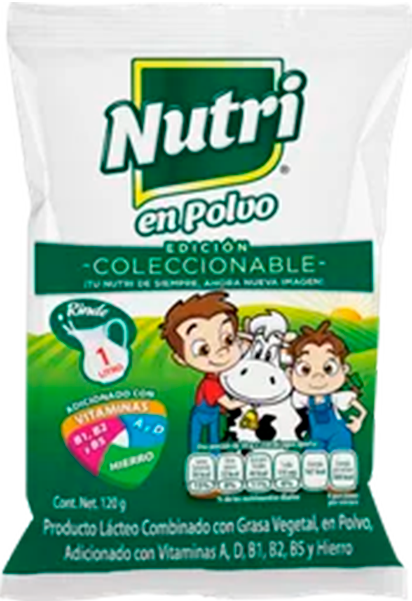 Nutri
®
en Polvo
EDICIÓN
-COLECCIONABLE-
¡TU NUTRI DE SIEMPRE, AHORA NUEVA IMAGEN!
Rinde
1
LITRO
ADICIONADO CON
VITAMINAS
B1, B2
y B5
A y D
HIERRO
Cont. Net. 120 g
Producto Lácteo Combinado con Grasa Vegetal, en Polvo,
Adicionado con Vitaminas A, D, B1, B2, B5 y Hierro